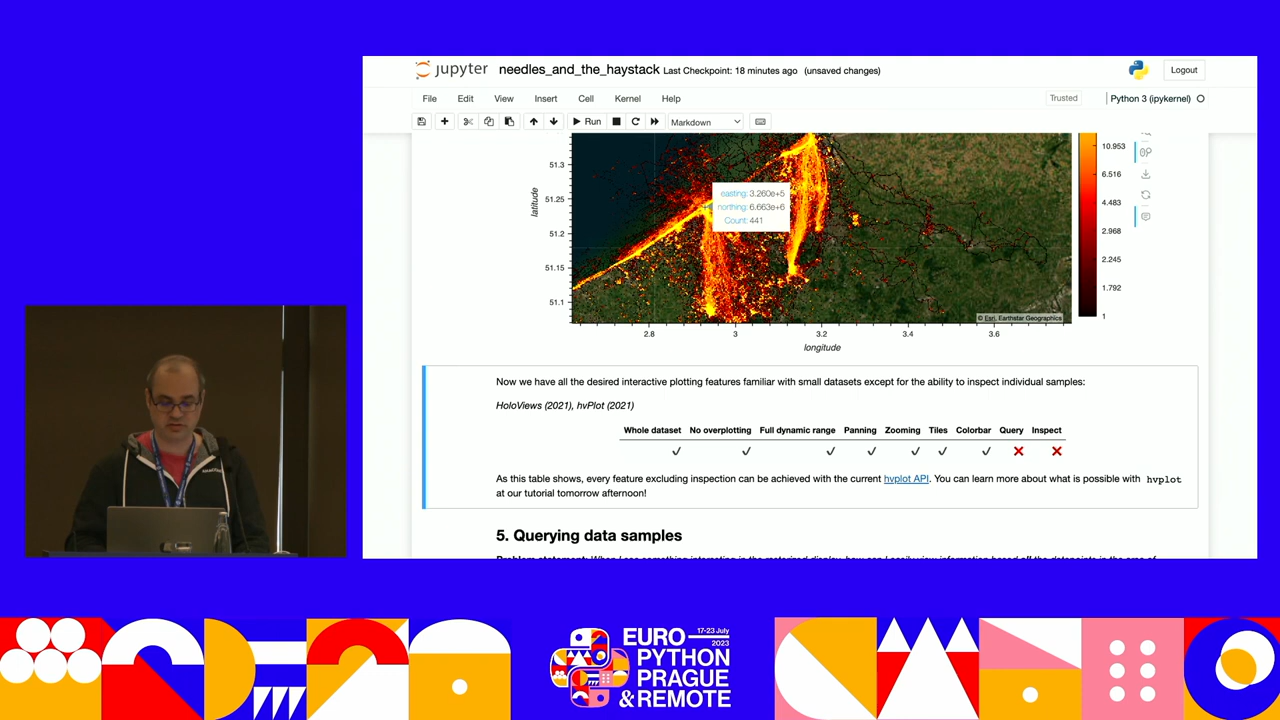 jupyter needles_and_the_haystack Last Checkpoint: 18 minutes ago (unsaved changes)
Logout
File Edit View Insert Cell Kernel Help
Trusted
Python 3 (ipykernel)
Run
Markdown
51.3
51.25
51.2
51.15
51.1
latitude
easting: 3.260e+5
northing: 6.663e+6
Count: 441
© Esri, Earthstar Geographics
2.8 3 3.2 3.4 3.6
longitude
10.953
6.516
4.483
2.968
2.245
1.792
1
Now we have all the desired interactive plotting features familiar with small datasets except for the ability to inspect individual samples:
HoloViews (2021), hvPlot (2021)
Whole dataset No overplotting Full dynamic range Panning Zooming Tiles Colorbar Query Inspect
✓ ✓ ✓ ✓ ✓ ✓ ✓ ✗ ✗
As this table shows, every feature excluding inspection can be achieved with the current hvplot API. You can learn more about what is possible with hvplot
at our tutorial tomorrow afternoon!
5. Querying data samples
17-23 July
2023
EURO
PYTHON
PRAGUE
& REMOTE